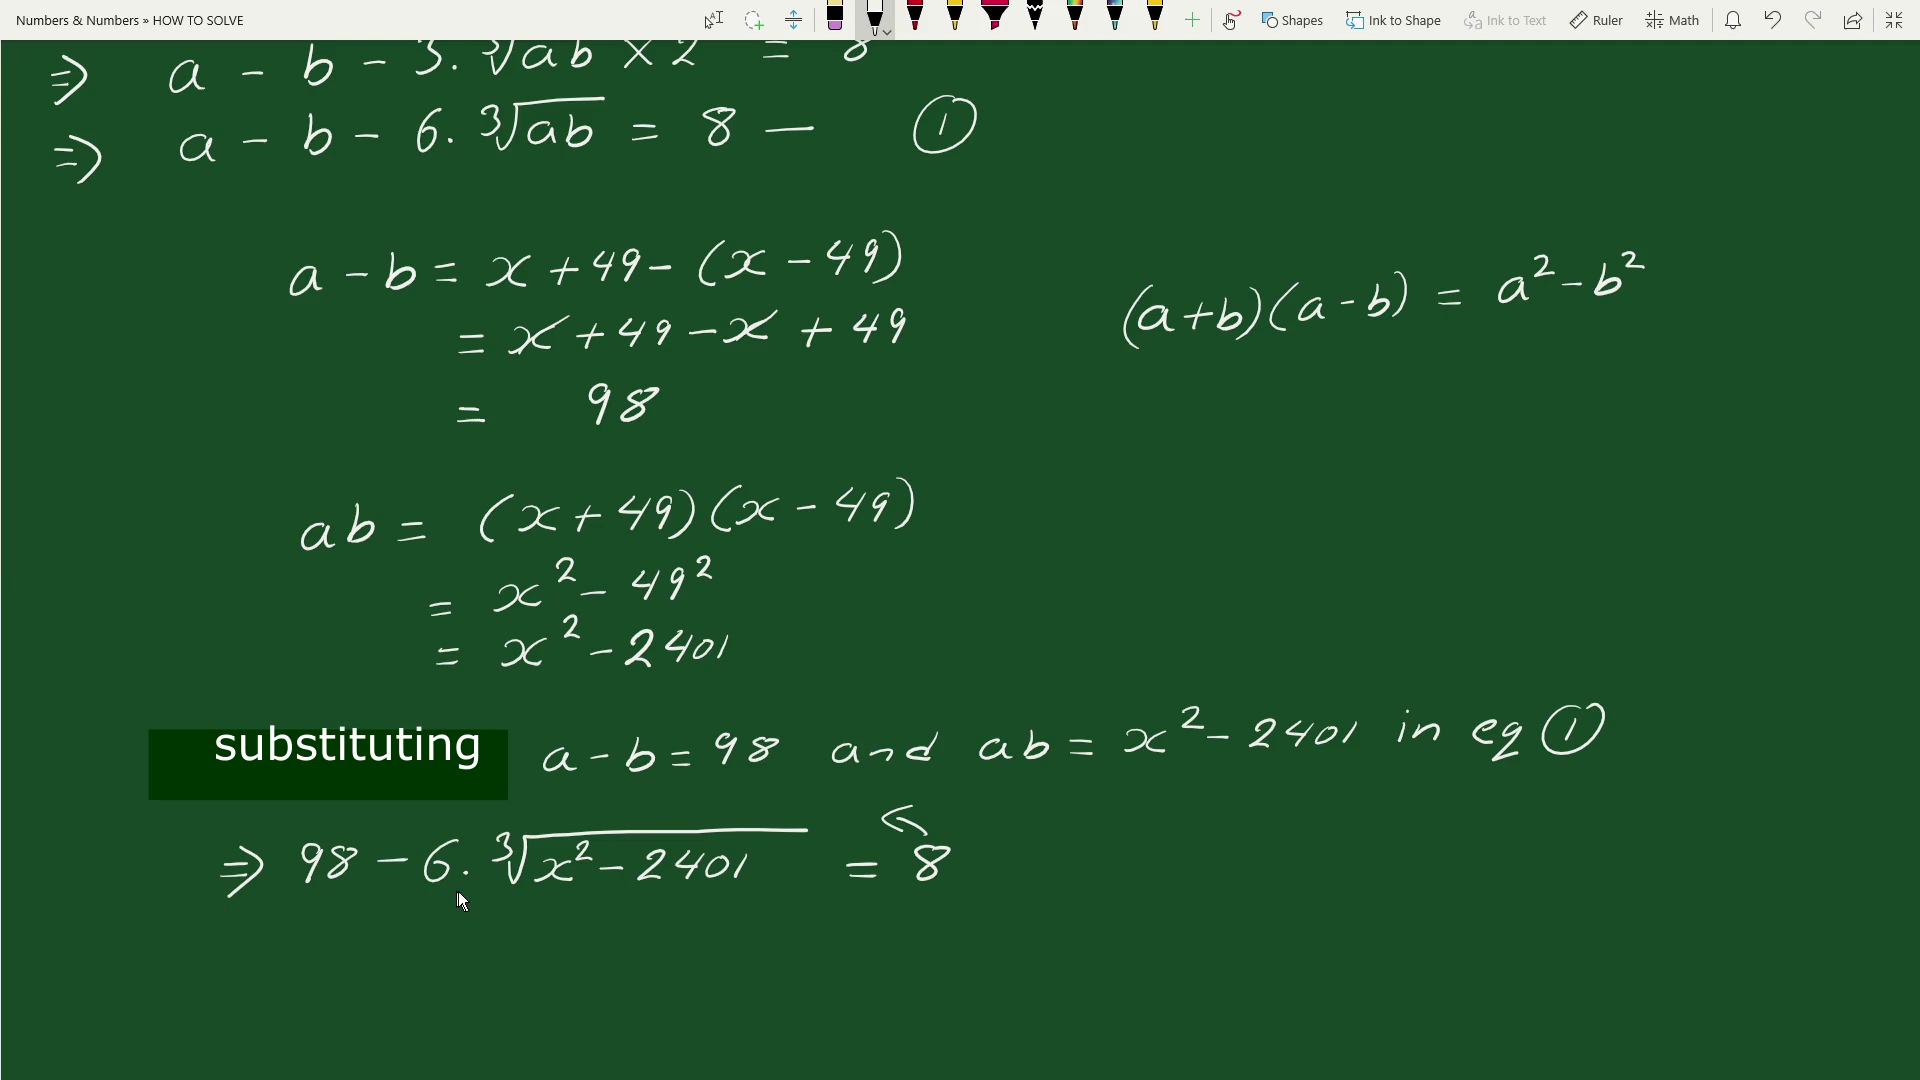 Numbers & Numbers » HOW TO SOLVE
Shapes Ink to Shape Ink to Text Ruler Math
⇒ a - b - 3. ∛ab × 2 = 8
⇒ a - b - 6. ∛ab = 8 — ①
a - b = x + 49 - (x - 49)
= x + 49 - x + 49
= 98
(a+b)(a-b) = a² - b²
ab = (x + 49)(x - 49)
= x² - 49²
= x² - 2401
substituting a - b = 98 and ab = x² - 2401 in eq ①
⇒ 98 - 6. ∛x² - 2401 = 8